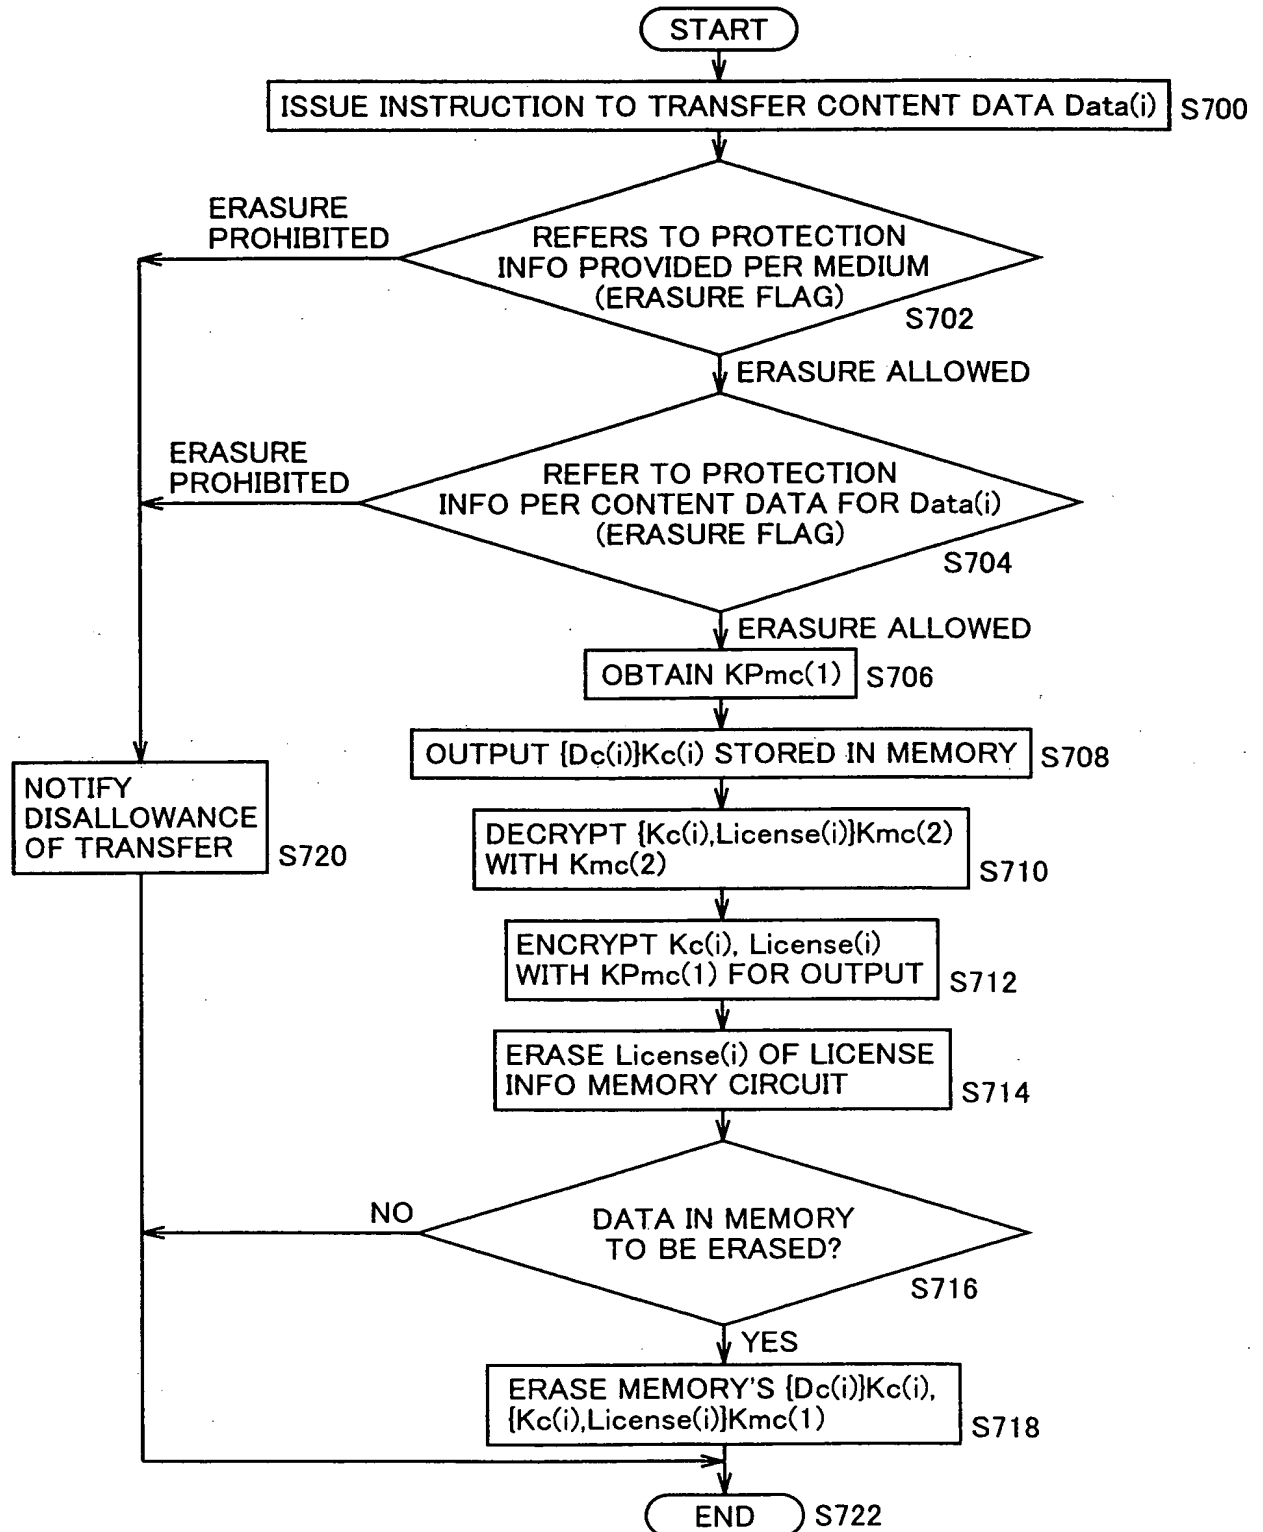 START
ISSUE INSTRUCTION TO TRANSFER CONTENT DATA Data(i)
S700
ERASURE
PROHIBITED
REFERS TO PROTECTION
INFO PROVIDED PER MEDIUM
(ERASURE FLAG)
S702
ERASURE ALLOWED
ERASURE
PROHIBITED
REFER TO PROTECTION
INFO PER CONTENT DATA FOR Data(i)
(ERASURE FLAG)
S704
ERASURE ALLOWED
OBTAIN KPmc(1)
S706
OUTPUT {Dc(i)}Kc(i) STORED IN MEMORY
S708
NOTIFY
DISALLOWANCE
OF TRANSFER
S720
DECRYPT {Kc(i),License(i)}Kmc(2)
WITH Kmc(2)
S710
ENCRYPT Kc(i), License(i)
WITH KPmc(1) FOR OUTPUT
S712
ERASE License(i) OF LICENSE
INFO MEMORY CIRCUIT
S714
NO
DATA IN MEMORY
TO BE ERASED?
S716
YES
ERASE MEMORY'S {Dc(i)}Kc(i),
{Kc(i),License(i)}Kmc(1)
S718
END
S722